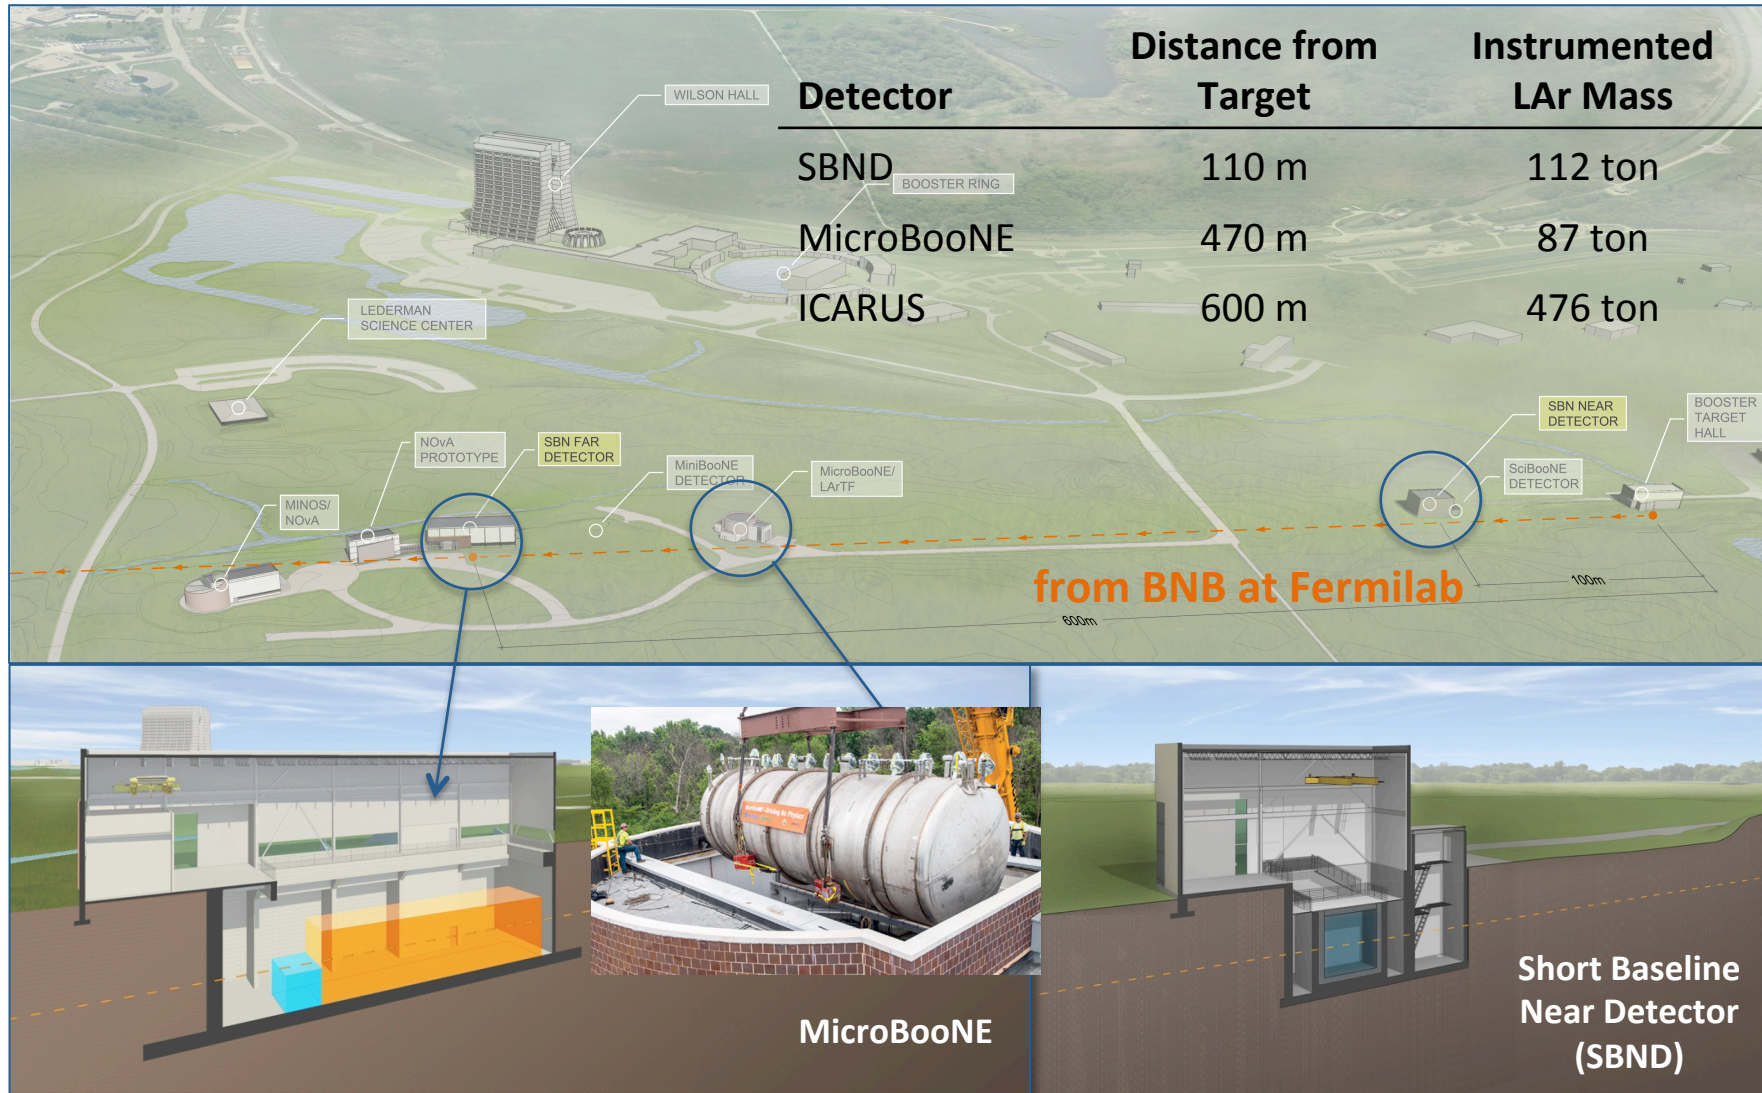 Distance from
Target
Instrumented
LAr Mass
Detector
SBND
110 m
112 ton
MicroBooNE
470 m
87 ton
ICARUS
600 m
476 ton
WILSON HALL
BOOSTER RING
LEDERMAN
SCIENCE CENTER
NOvA
PROTOTYPE
SBN FAR
DETECTOR
MiniBooNE
DETECTOR
MicroBooNE/
LArTF
SBN NEAR
DETECTOR
BOOSTER
TARGET
HALL
SciBooNE
DETECTOR
MINOS/
NOvA
from BNB at Fermilab
100m
600m
MicroBooNE
Short Baseline
Near Detector
(SBND)